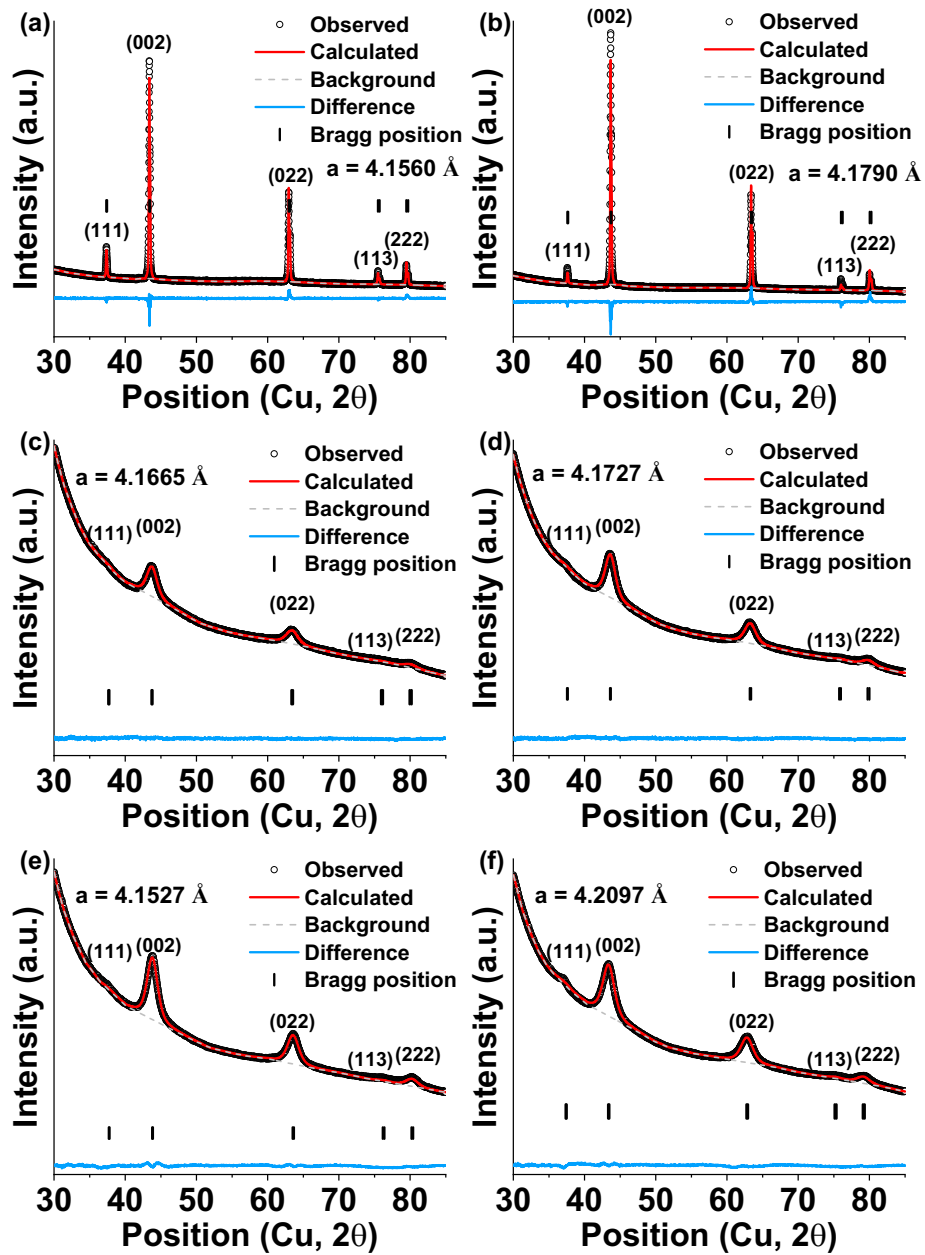 (a)
Observed
Calculated
Background
Difference
Bragg position
a = 4.1560 Å
(111)
(002)
(022)
(113)
(222)
Intensity (a.u.)
30 40 50 60 70 80
Position (Cu, 2θ)
(b)
Observed
Calculated
Background
Difference
Bragg position
a = 4.1790 Å
(111)
(002)
(022)
(113)
(222)
Intensity (a.u.)
30 40 50 60 70 80
Position (Cu, 2θ)
(c)
Observed
Calculated
Background
Difference
Bragg position
a = 4.1665 Å
(111)
(002)
(022)
(113)
(222)
Intensity (a.u.)
30 40 50 60 70 80
Position (Cu, 2θ)
(d)
Observed
Calculated
Background
Difference
Bragg position
a = 4.1727 Å
(111)
(002)
(022)
(113)
(222)
Intensity (a.u.)
30 40 50 60 70 80
Position (Cu, 2θ)
(e)
Observed
Calculated
Background
Difference
Bragg position
a = 4.1527 Å
(111)
(002)
(022)
(113)
(222)
Intensity (a.u.)
30 40 50 60 70 80
Position (Cu, 2θ)
(f)
Observed
Calculated
Background
Difference
Bragg position
a = 4.2097 Å
(111)
(002)
(022)
(113)
(222)
Intensity (a.u.)
30 40 50 60 70 80
Position (Cu, 2θ)